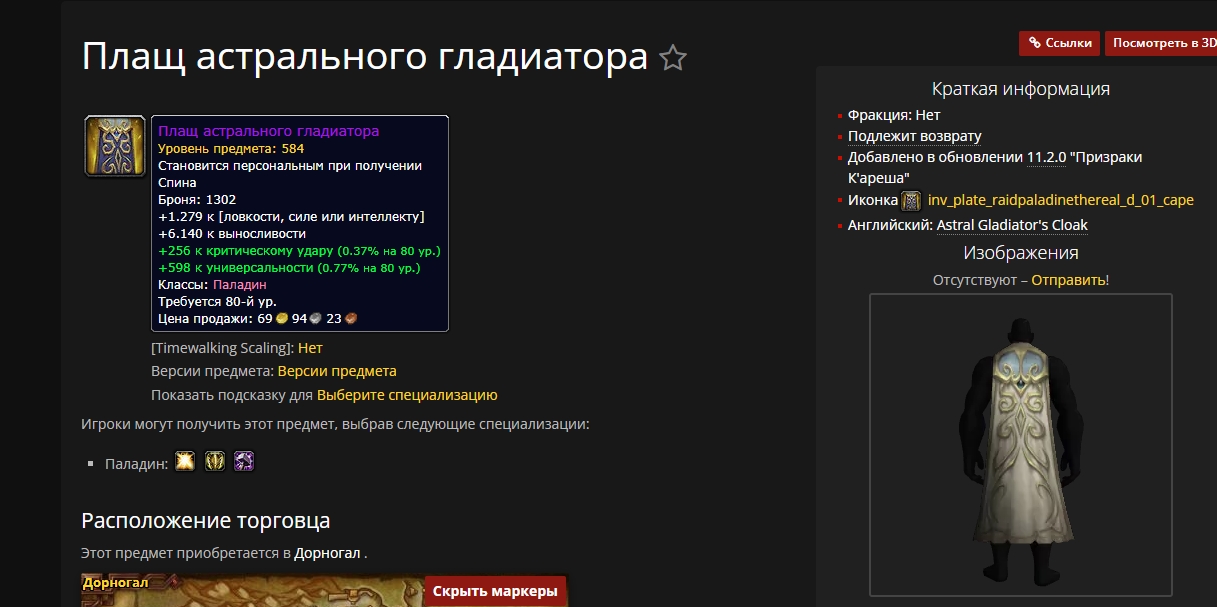 Плащ астрального гладиатора
Ссылки
Посмотреть в 3D
Плащ астрального гладиатора
Уровень предмета: 584
Становится персональным при получении
Спина
Броня: 1302
+1.279 к [ловкости, силе или интеллекту]
+6.140 к выносливости
+256 к критическому удару (0.37% на 80 ур.)
+598 к универсальности (0.77% на 80 ур.)
Классы: Паладин
Требуется 80-й ур.
Цена продажи: 69 94 23
[Timewalking Scaling]: Нет
Версии предмета: Версии предмета
Показать подсказку для Выберите специализацию
Игроки могут получить этот предмет, выбрав следующие специализации:
Паладин:
Расположение торговца
Этот предмет приобретается в Дорногал .
Дорногал
Скрыть маркеры
Краткая информация
Фракция: Нет
Подлежит возврату
Добавлено в обновлении 11.2.0 "Призраки
К'ареша"
Иконка inv_plate_raidpaladinethereal_d_01_cape
Английский: Astral Gladiator's Cloak
Изображения
Отсутствуют – Отправить!